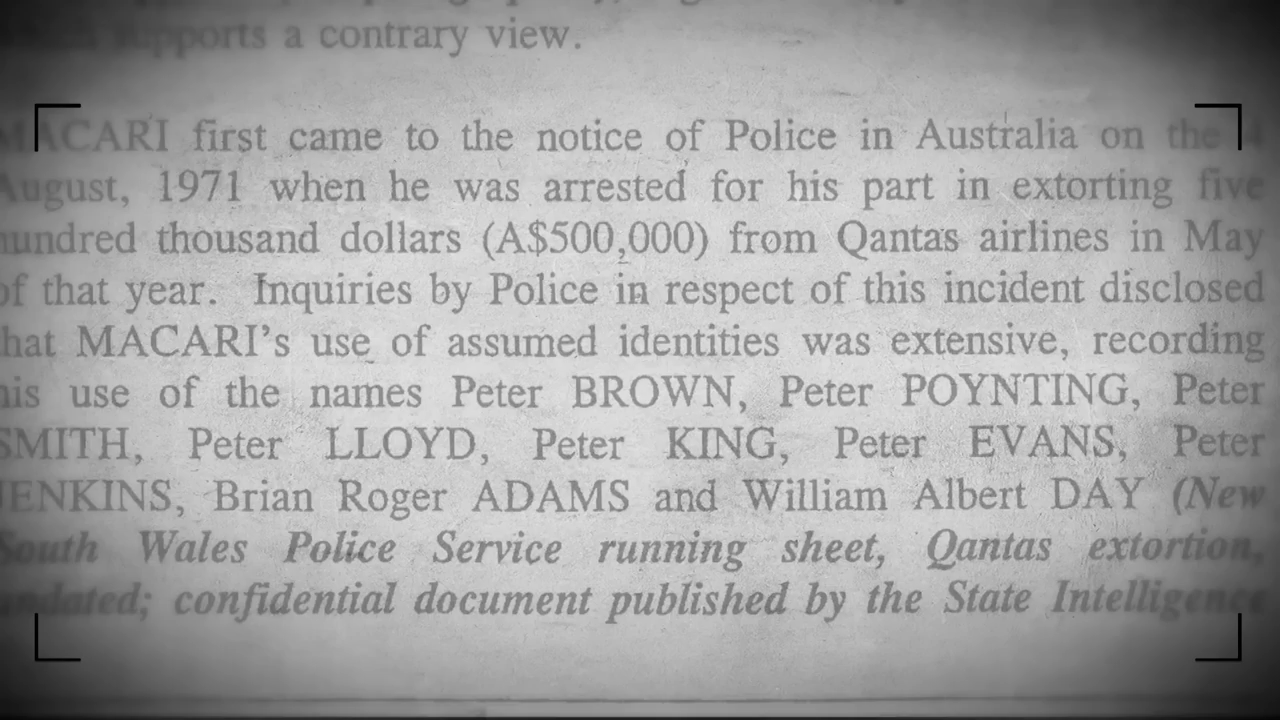 supports a contrary view.
MACARI first came to the notice of Police in Australia on the
August, 1971 when he was arrested for his part in extorting five
hundred thousand dollars (A$500,000) from Qantas airlines in May
of that year. Inquiries by Police in respect of this incident disclosed
that MACARI's use of assumed identities was extensive, recording
his use of the names Peter BROWN, Peter POYNTING, Peter
SMITH, Peter LLOYD, Peter KING, Peter EVANS, Peter
JENKINS, Brian Roger ADAMS and William Albert DAY (New
South Wales Police Service running sheet, Qantas extortion,
undated; confidential document published by the State Intelligence